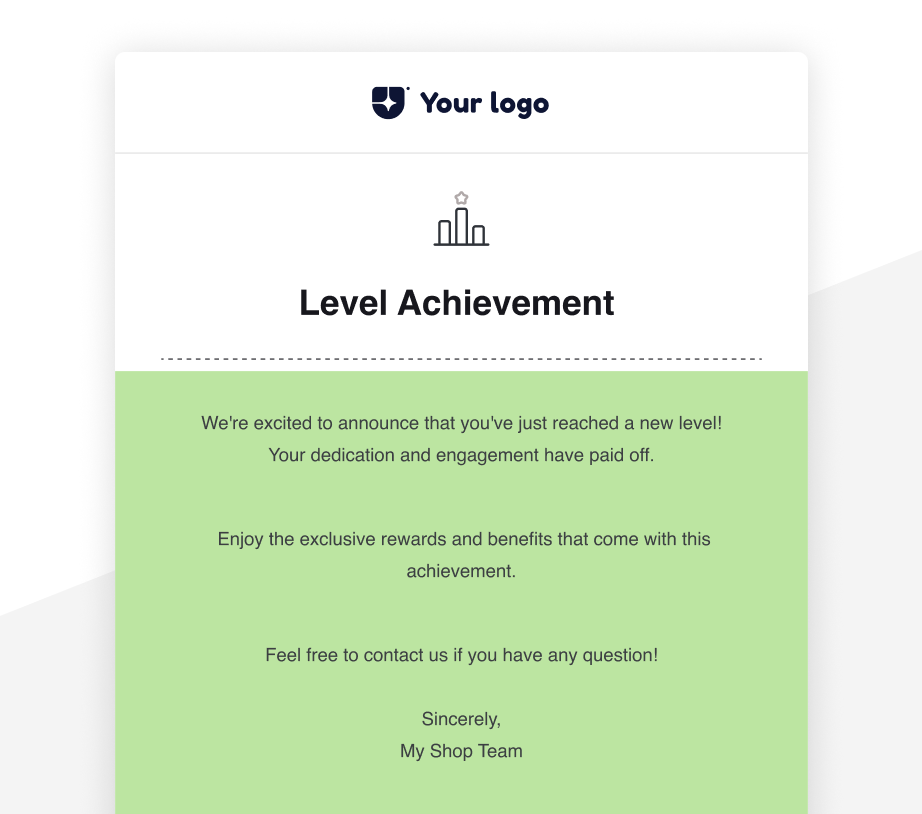 Your logo
Level Achievement
We're excited to announce that you've just reached a new level!
Your dedication and engagement have paid off.
Enjoy the exclusive rewards and benefits that come with this
achievement.
Feel free to contact us if you have any question!
Sincerely,
My Shop Team